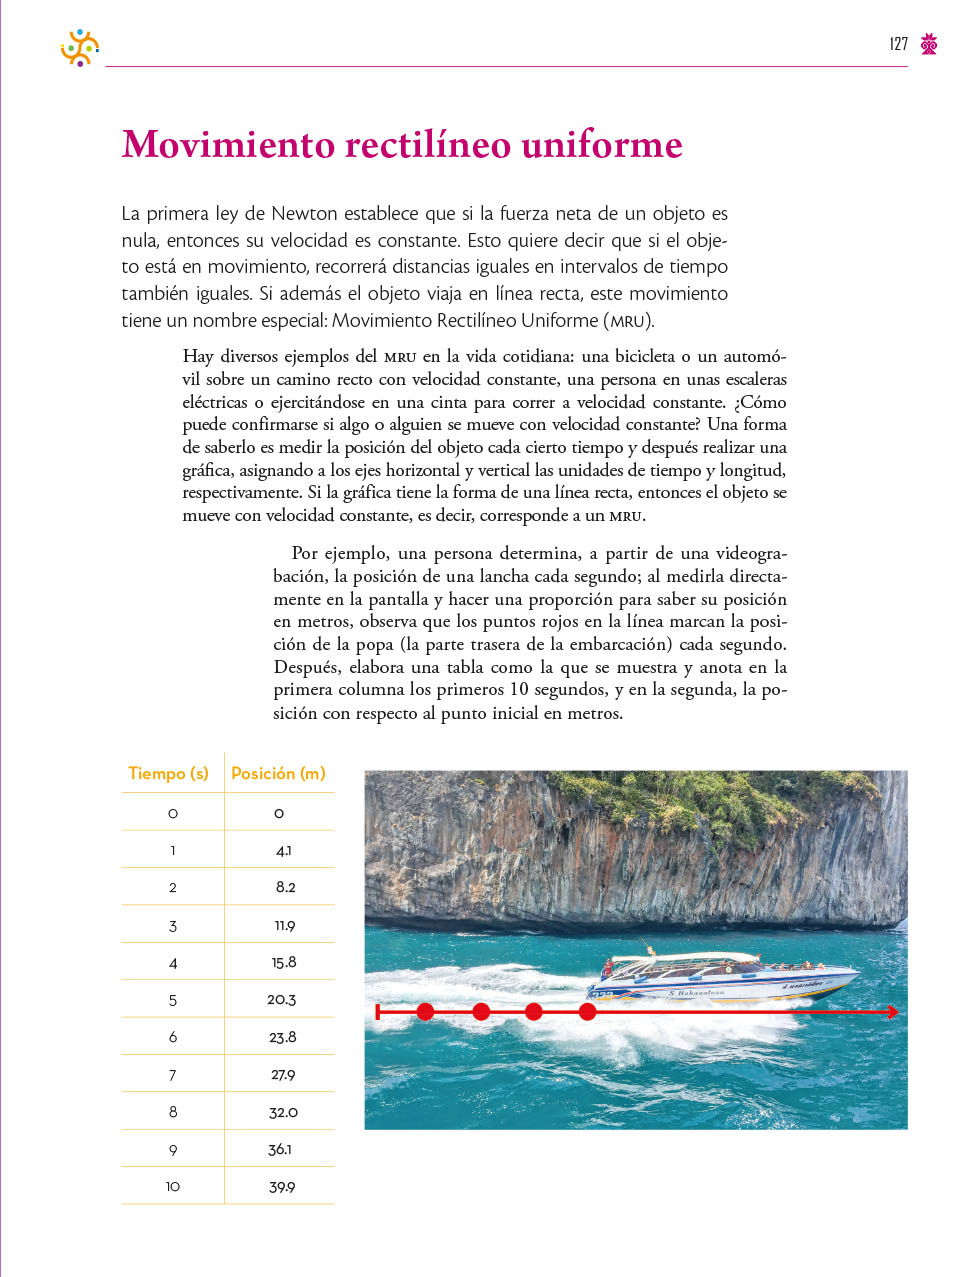 127
Movimiento rectilíneo uniforme
La primera ley de Newton establece que si la fuerza neta de un objeto es
nula, entonces su velocidad es constante. Esto quiere decir que si el obje-
to está en movimiento, recorrerá distancias iguales en intervalos de tiempo
también iguales. Si además el objeto viaja en línea recta, este movimiento
tiene un nombre especial: Movimiento Rectilíneo Uniforme (MRU).
Hay diversos ejemplos del MRU en la vida cotidiana: una bicicleta o un automó-
vil sobre un camino recto con velocidad constante, una persona en unas escaleras
eléctricas o ejercitándose en una cinta para correr a velocidad constante. ¿Cómo
puede confirmarse si algo o alguien se mueve con velocidad constante? Una forma
de saberlo es medir la posición del objeto cada cierto tiempo y después realizar una
gráfica, asignando a los ejes horizontal y vertical las unidades de tiempo y longitud,
respectivamente. Si la gráfica tiene la forma de una línea recta, entonces el objeto se
mueve con velocidad constante, es decir, corresponde a un MRU.
Por ejemplo, una persona determina, a partir de una videogra-
bación, la posición de una lancha cada segundo; al medirla directa-
mente en la pantalla y hacer una proporción para saber su posición
en metros, observa que los puntos rojos en la línea marcan la posi-
ción de la popa (la parte trasera de la embarcación) cada segundo.
Después, elabora una tabla como la que se muestra y anota en la
primera columna los primeros 10 segundos, y en la segunda, la po-
sición con respecto al punto inicial en metros.
Tiempo (s) Posición (m)
0 0
1 4.1
2 8.2
3 11.9
4 15.8
5 20.3
6 23.8
7 27.9
8 32.0
9 36.1
10 39.9